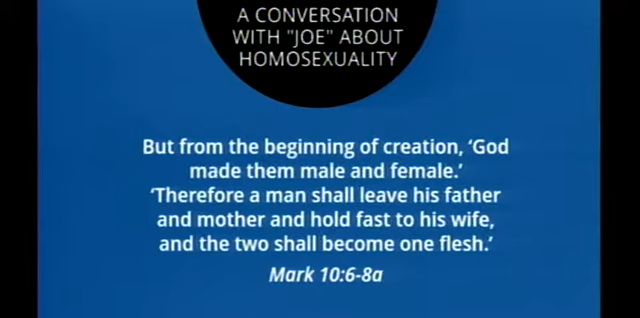 A CONVERSATION
WITH "JOE" ABOUT
HOMOSEXUALITY
But from the beginning of creation, ‘God
made them male and female.’
‘Therefore a man shall leave his father
and mother and hold fast to his wife,
and the two shall become one flesh.’
Mark 10:6-8a